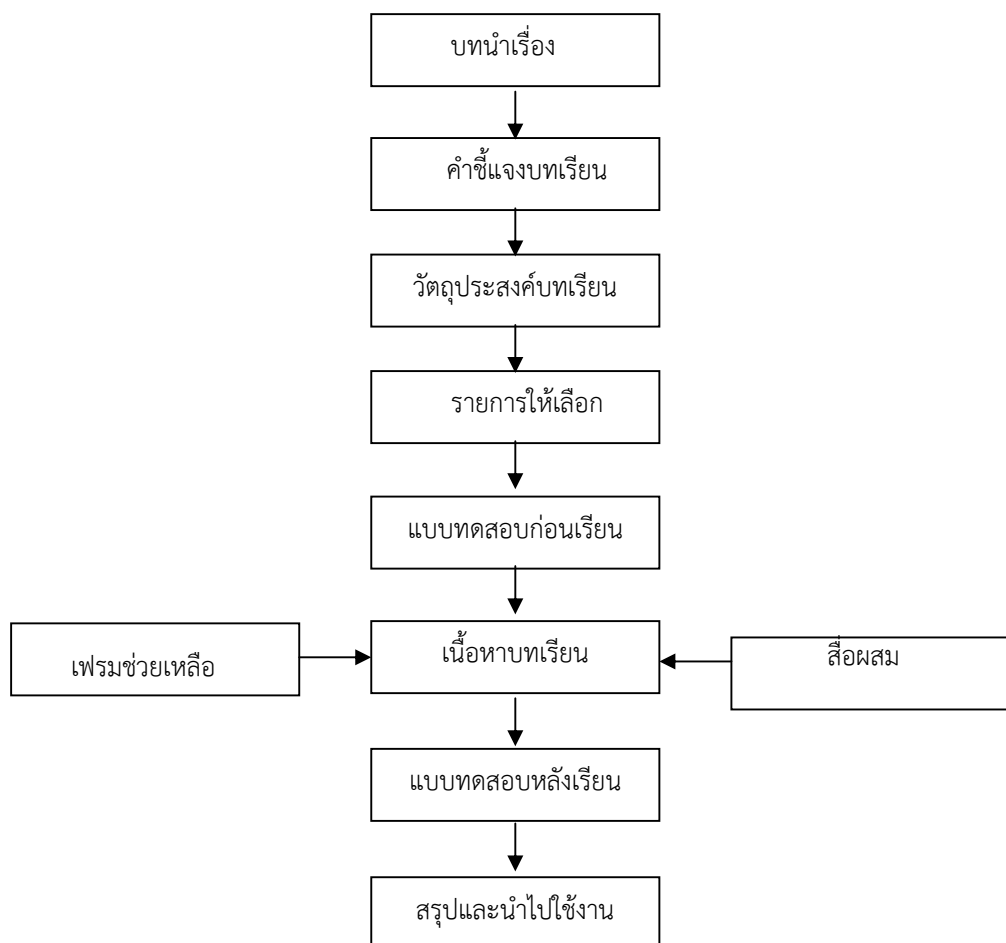 บทนำเรื่อง
คำชี้แจงบทเรียน
วัตถุประสงค์บทเรียน
รายการให้เลือก
แบบทดสอบก่อนเรียน
เฟรมช่วยเหลือ
เนื้อหาบทเรียน
สื่อผสม
แบบทดสอบหลังเรียน
สรุปและนำไปใช้งาน